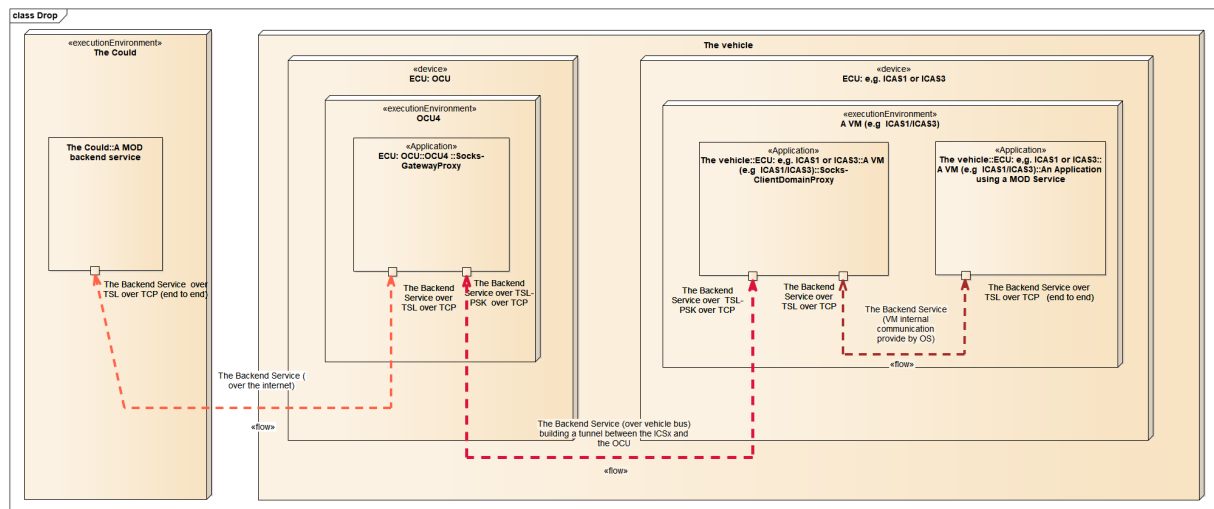 class Drop
«executionEnvironment»
The Could
The Could::A MOD
backend service
The Backend Service over
TSL over TCP (end to end)
The vehicle
«device»
ECU: OCU
«executionEnvironment»
OCU4
«Application»
ECU: OCU::OCU4 ::Socks-
GatewayProxy
The Backend
Service over
TSL over TCP
The Backend
Service over TSL-
PSK over TCP
«device»
ECU: e,g. ICAS1 or ICAS3
«executionEnvironment»
A VM (e.g ICAS1/ICAS3)
«Application»
The vehicle::ECU: e,g. ICAS1 or ICAS3::A VM
(e.g ICAS1/ICAS3)::Socks-
ClientDomainProxy
«Application»
The vehicle::ECU: e,g. ICAS1 or ICAS3::
A VM (e.g ICAS1/ICAS3)::An Application
using a MOD Service
The Backend
Service over TSL-
PSK over TCP
The Backend
Service over
TSL over TCP
The Backend Service over
TSL over TCP (end to end)
The Backend Service
(VM internal
communication
provide by OS)
«flow»
The Backend Service (
over the internet)
«flow»
The Backend Service (over vehicle bus)
building a tunnel between the ICSx and
the OCU
«flow»